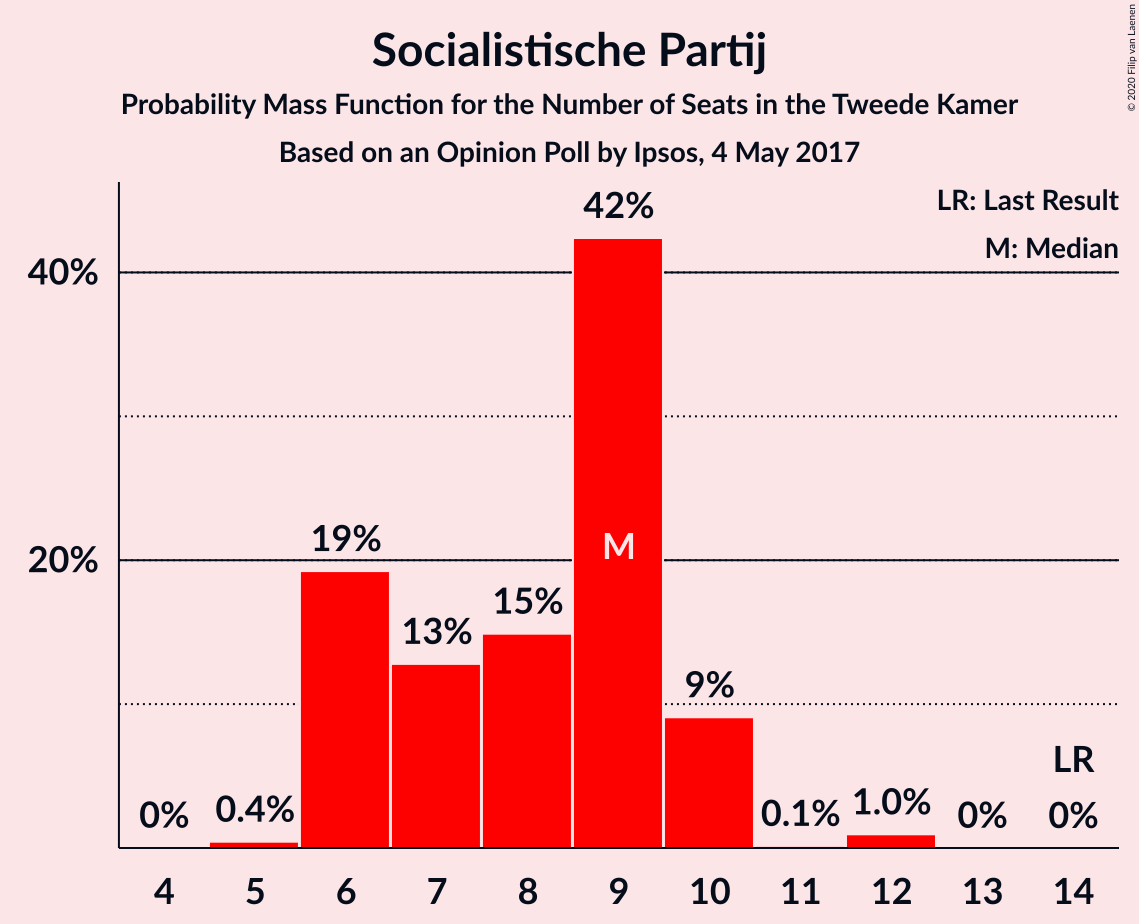 Socialistische Partij
Probability Mass Function for the Number of Seats in the Tweede Kamer
Based on an Opinion Poll by Ipsos, 4 May 2017
© 2020 Filip van Laenen
LR: Last Result
M: Median
42%
40%
M
19%
20%
15%
13%
9%
LR
0%
0.4%
0.1%
1.0%
0%
0%
4 5 6 7 8 9 10 11 12 13 14